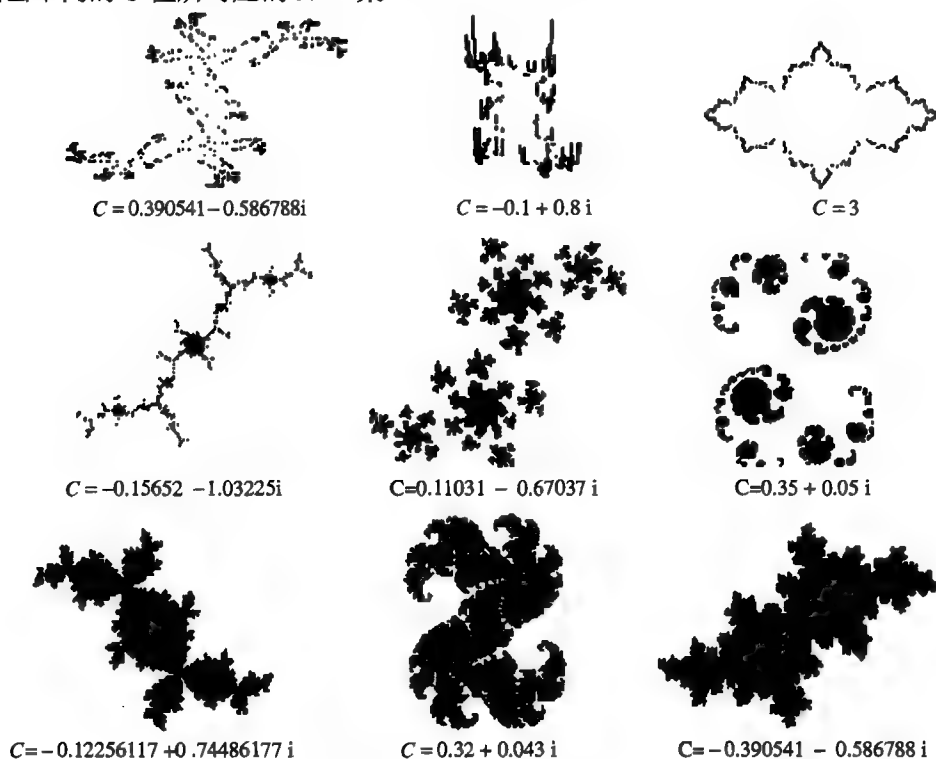 C = 0.390541 - 0.586788i
C = -0.1 + 0.8 i
C = 3
C = -0.15652 -1.03225i
C=0.11031 - 0.67037 i
C=0.35 + 0.05 i
C= - 0.12256117 +0 .74486177 i
C = 0.32 + 0.043 i
C= -0.390541 - 0.586788 i